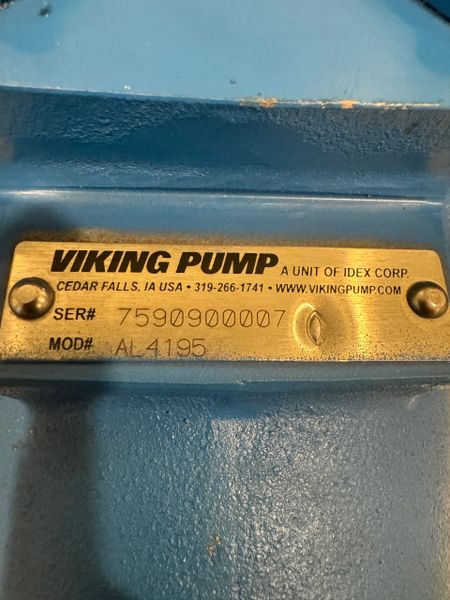 VIKING PUMP A UNIT OF IDEX CORP.
CEDAR FALLS, IA USA • 319-266-1741 • WWW.VIKINGPUMP.COM
SER# 7590900007
MOD# AL4195